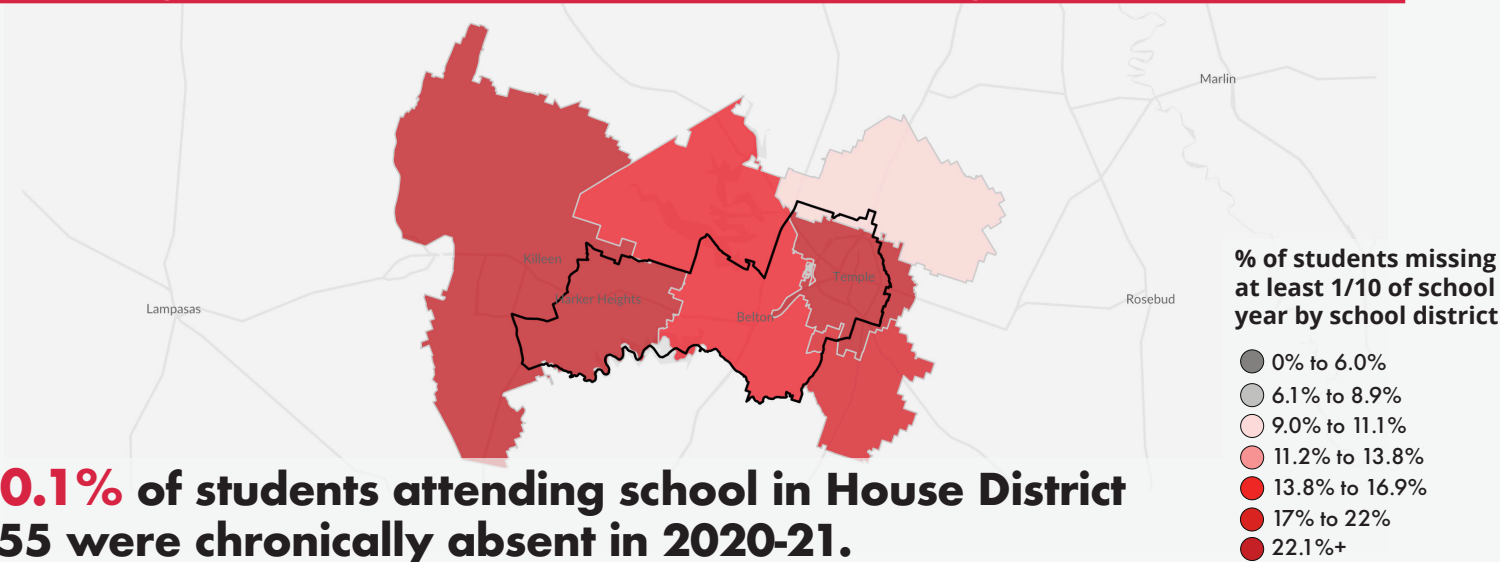 Marlin
Killeen
Harker Heights
Temple
Belton
Lampasas
Rosebud
% of students missing
at least 1/10 of school
year by school district
0% to 6.0%
6.1% to 8.9%
9.0% to 11.1%
11.2% to 13.8%
13.8% to 16.9%
17% to 22%
22.1%+
0.1% of students attending school in House District
55 were chronically absent in 2020-21.